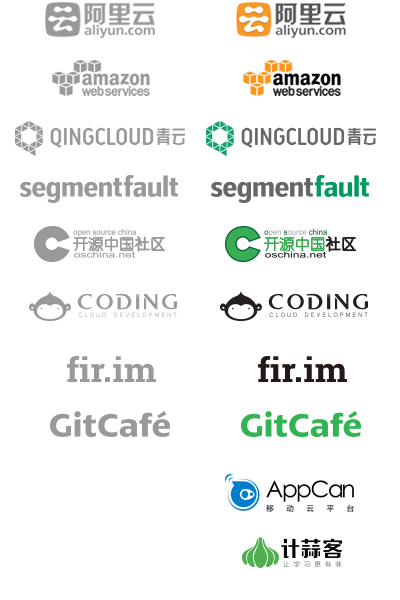 阿里云 阿里云
aliyun.com aliyun.com
amazon amazon
webservices webservices
QINGCLOUD青云 QINGCLOUD青云
segmentfault segmentfault
open source china open source china
开源中国社区 开源中国社区
oschina.net oschina.net
CODING CODING
CLOUD DEVELOPMENT CLOUD DEVELOPMENT
fir.im fir.im
GitCafé GitCafé
AppCan
移动云平台
计蒜客
让学习更有味